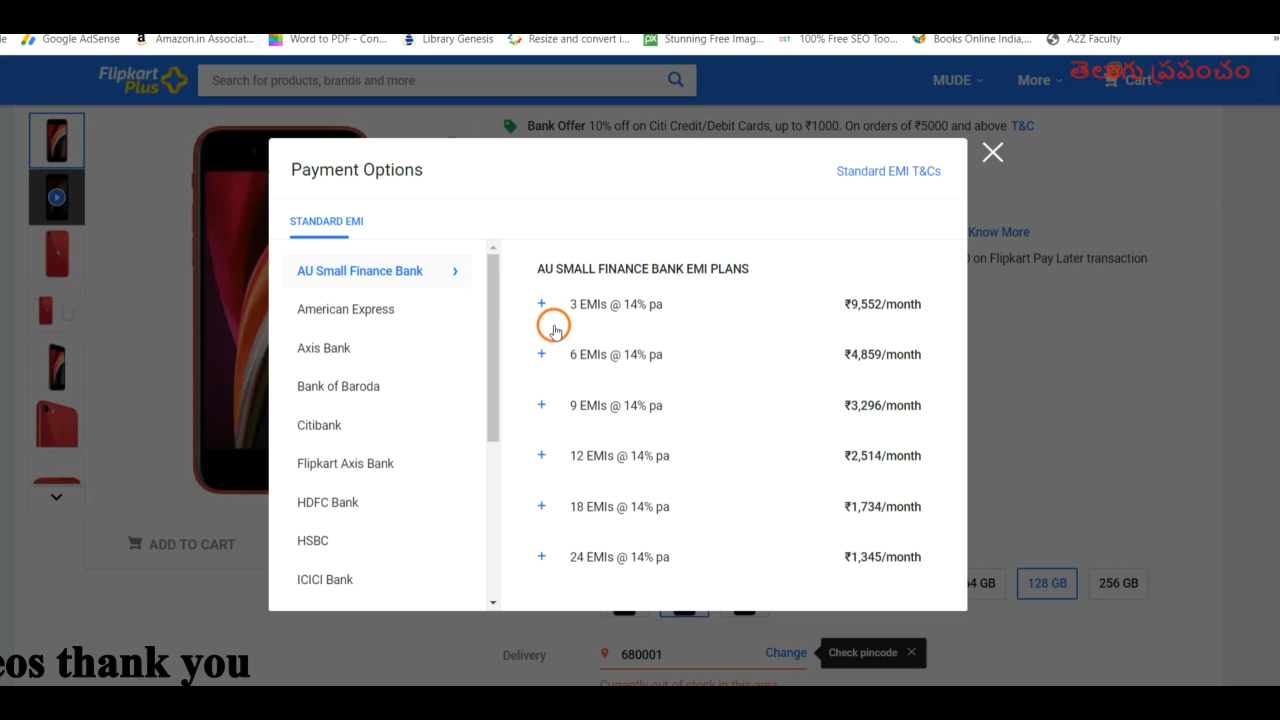 Google AdSense
Amazon.in Associat...
Word to PDF - Con...
Library Genesis
Resize and convert i...
Stunning Free Imag...
100% Free SEO Too...
Books Online India,...
A2Z Faculty
»
Flipkart
Plus
Search for products, brands and more
MUDE
More
Cart
తెలుగు ప్రపంచం
Bank Offer 10% off on Citi Credit/Debit Cards, up to ₹1000. On orders of ₹5000 and above T&C
Payment Options
Standard EMI T&Cs
STANDARD EMI
Know More
on Flipkart Pay Later transaction
AU Small Finance Bank
American Express
Axis Bank
Bank of Baroda
Citibank
Flipkart Axis Bank
HDFC Bank
HSBC
ICICI Bank
AU SMALL FINANCE BANK EMI PLANS
+ 3 EMIs @ 14% pa ₹9,552/month
+ 6 EMIs @ 14% pa ₹4,859/month
+ 9 EMIs @ 14% pa ₹3,296/month
+ 12 EMIs @ 14% pa ₹2,514/month
+ 18 EMIs @ 14% pa ₹1,734/month
+ 24 EMIs @ 14% pa ₹1,345/month
ADD TO CART
GB
128 GB
256 GB
Delivery
680001
Change
Check pincode
Currently out of stock in this area
eos thank you